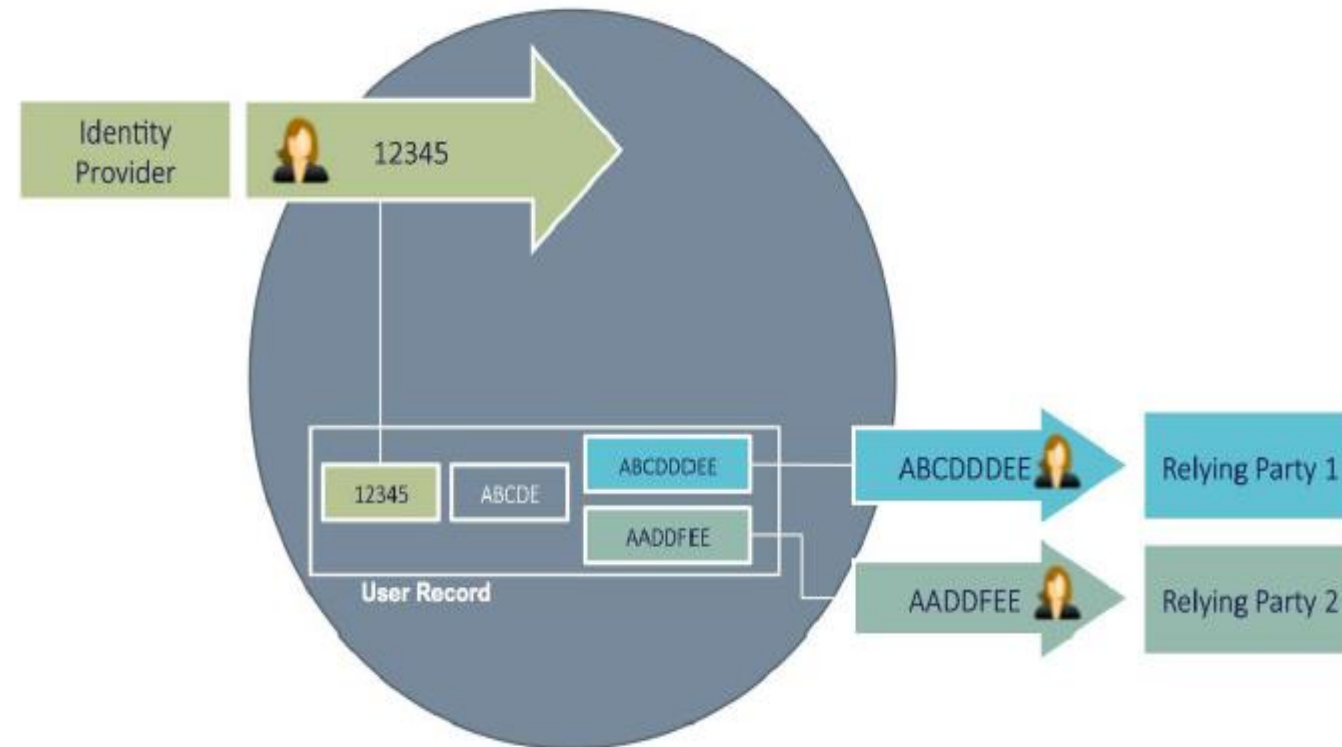 Identity
Provider
12345
12345
ABCDE
ABCDDDEE
AADDFEE
User Record
ABCDDDEE
Relying Party 1
AADDFEE
Relying Party 2